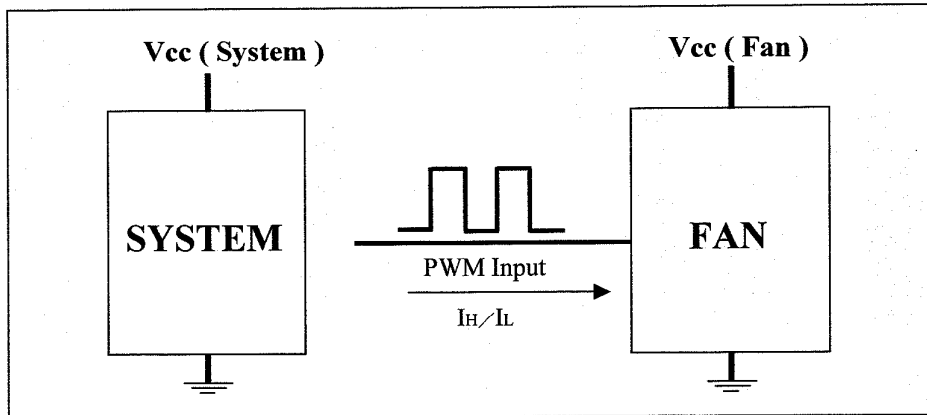 Vcc ( System )
Vcc ( Fan )
SYSTEM
FAN
PWM Input
IH/IL